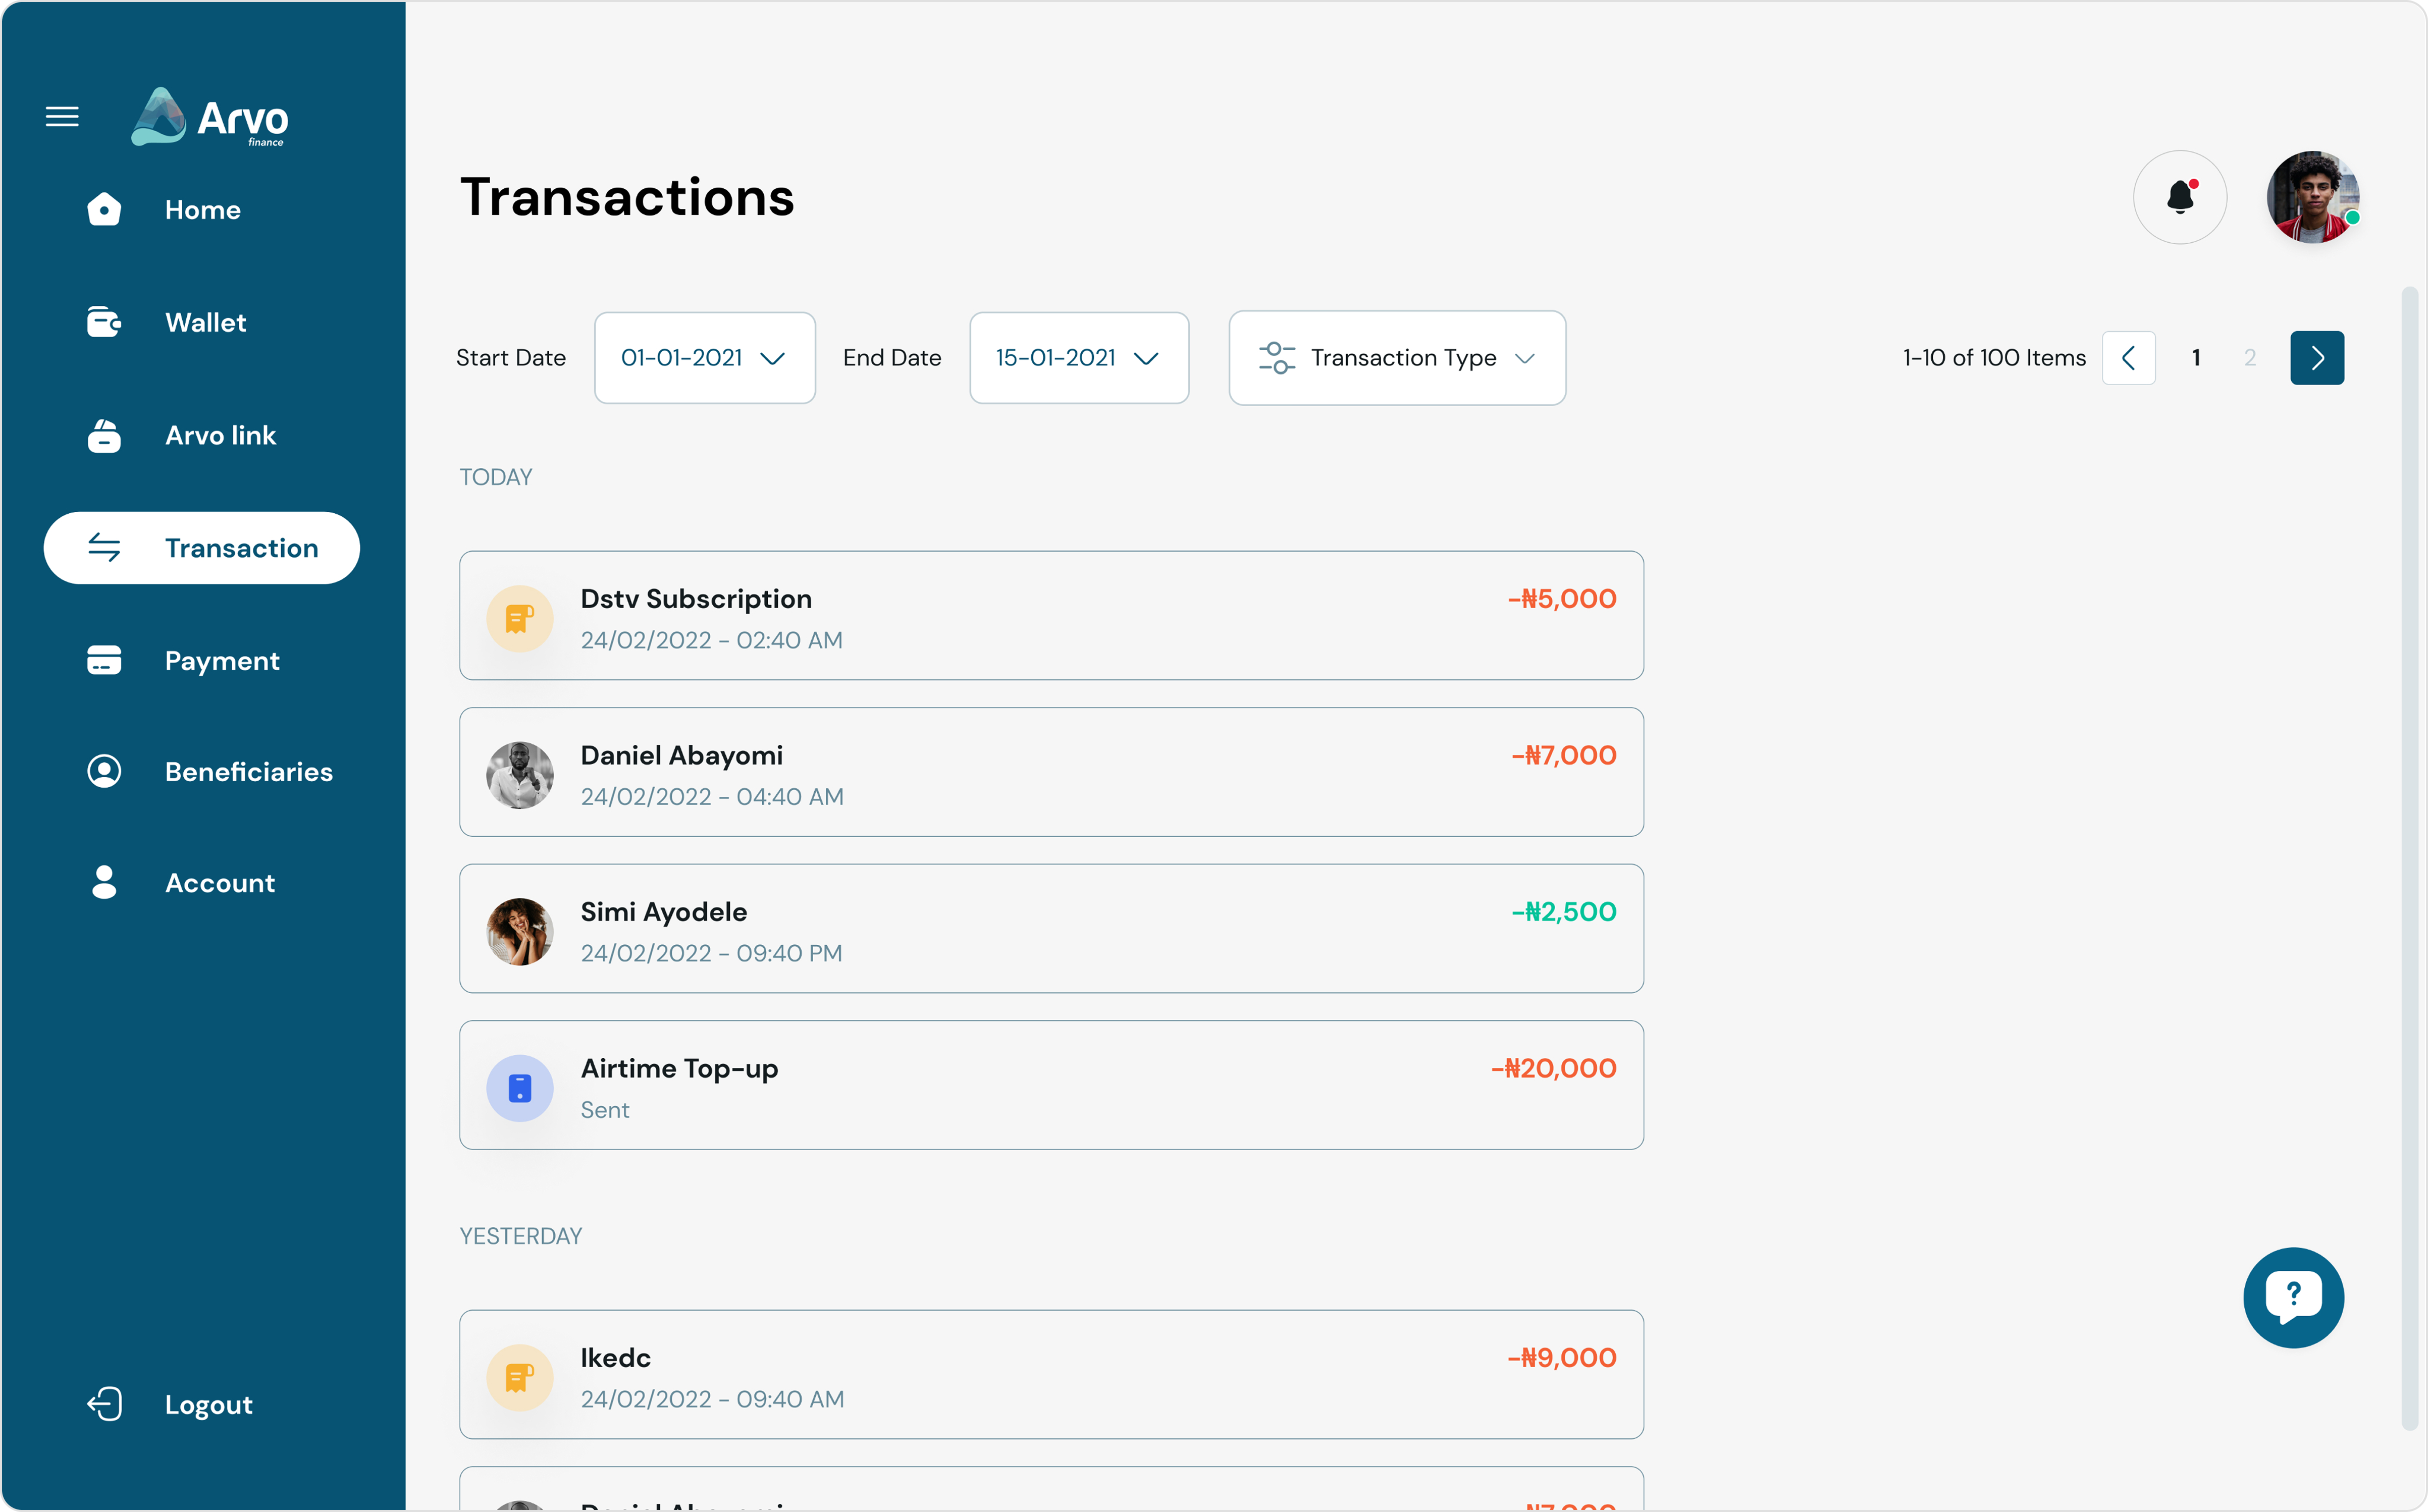 Arvo
finance
Home
Wallet
Arvo link
Transaction
Payment
Beneficiaries
Account
Logout
Transactions
Start Date 01-01-2021 End Date 15-01-2021 Transaction Type 1-10 of 100 Items 1 2
TODAY
Dstv Subscription -₦5,000
24/02/2022 - 02:40 AM
Daniel Abayomi -₦7,000
24/02/2022 - 04:40 AM
Simi Ayodele -₦2,500
24/02/2022 - 09:40 PM
Airtime Top-up -₦20,000
Sent
YESTERDAY
Ikedc -₦9,000
24/02/2022 - 09:40 AM
?
Daniel Abayomi -₦7,000